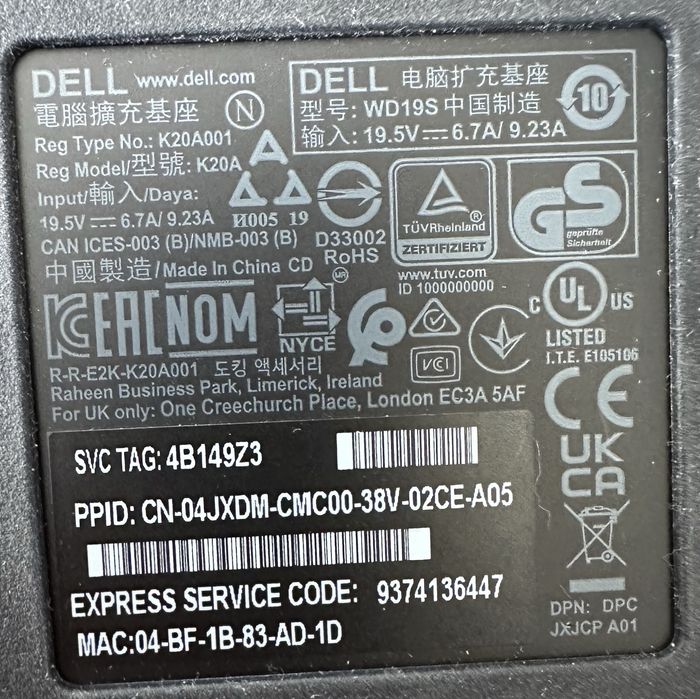 DELL www.dell.com
電腦擴充基座 N
Reg Type No.: K20A001
Reg Model/型號: K20A
Input/輸入/Daya:
19.5V⎓6.7A/ 9.23A
CAN ICES-003 (B)/NMB-003 (B)
中國製造/Made In China CD
DELL 电脑扩充基座
型号: WD19S 中国制造
输入: 19.5V⎓6.7A/ 9.23A
10
И005 19
D33002
RoHS
TÜVRheinland
ZERTIFIZIERT
®
www.tuv.com
ID 1000000000
GS
geprüfte
Sicherheit
KC EAC NOM
NYCE
MR
VCI
C UL US
LISTED
I.T.E. E105106
R-R-E2K-K20A001 도킹 액세서리
Raheen Business Park, Limerick, Ireland
For UK only: One Creechurch Place, London EC3A 5AF
CE
UK
CA
SVC TAG: 4B149Z3
PPID: CN-04JXDM-CMC00-38V-02CE-A05
EXPRESS SERVICE CODE: 9374136447
MAC:04-BF-1B-83-AD-1D
DPN: DPC
JXJCP A01